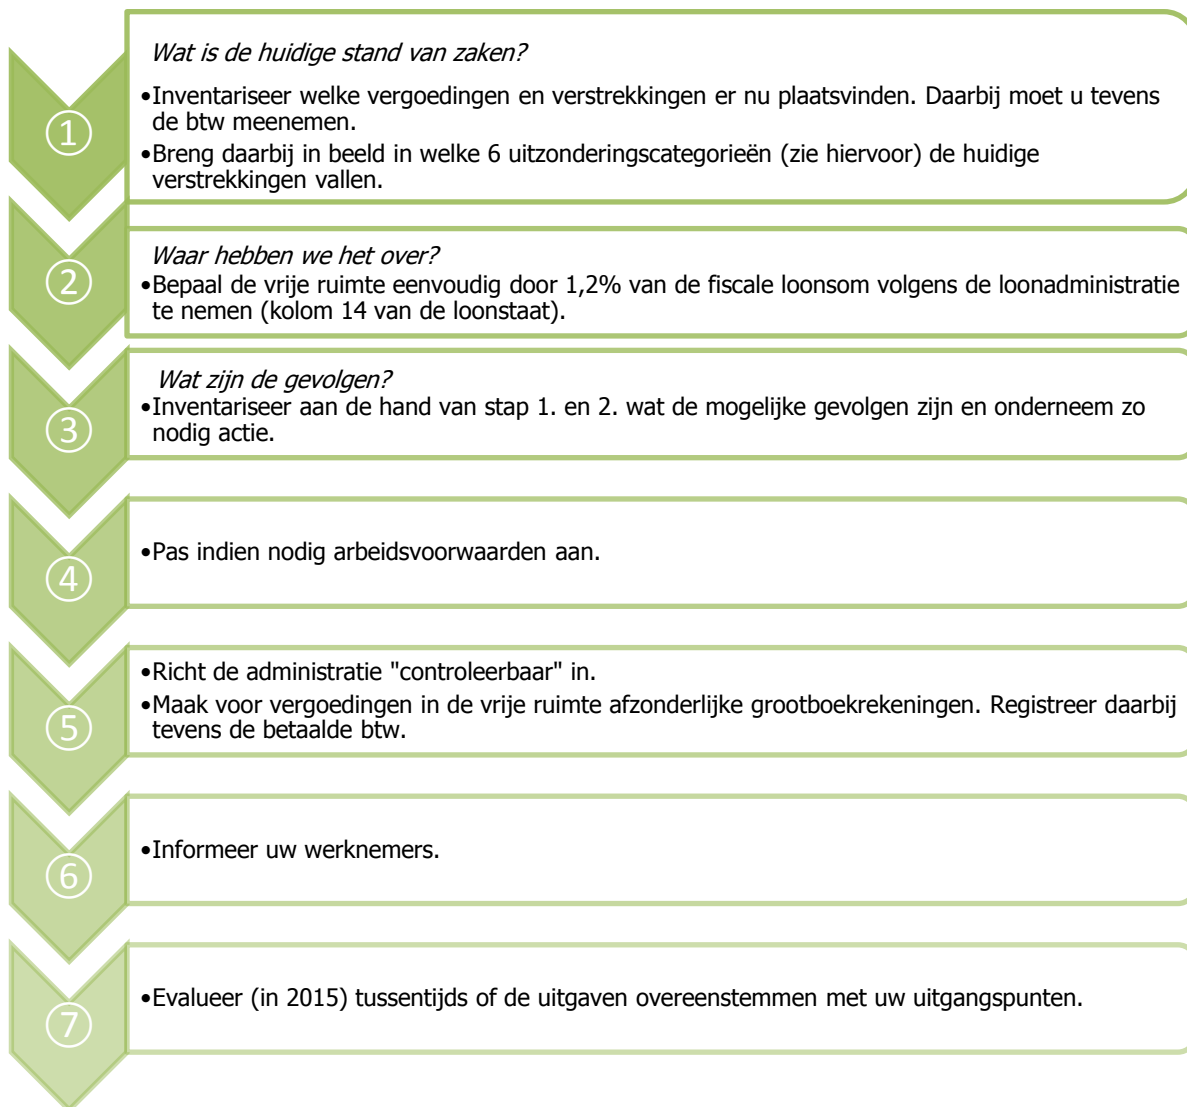 ①
Wat is de huidige stand van zaken?
•Inventariseer welke vergoedingen en verstrekkingen er nu plaatsvinden. Daarbij moet u tevens
de btw meenemen.
•Breng daarbij in beeld in welke 6 uitzonderingscategorieën (zie hiervoor) de huidige
verstrekkingen vallen.
②
Waar hebben we het over?
•Bepaal de vrije ruimte eenvoudig door 1,2% van de fiscale loonsom volgens de loonadministratie
te nemen (kolom 14 van de loonstaat).
③
Wat zijn de gevolgen?
•Inventariseer aan de hand van stap 1. en 2. wat de mogelijke gevolgen zijn en onderneem zo
nodig actie.
④
•Pas indien nodig arbeidsvoorwaarden aan.
⑤
•Richt de administratie "controleerbaar" in.
•Maak voor vergoedingen in de vrije ruimte afzonderlijke grootboekrekeningen. Registreer daarbij
tevens de betaalde btw.
⑥
•Informeer uw werknemers.
⑦
•Evalueer (in 2015) tussentijds of de uitgaven overeenstemmen met uw uitgangspunten.